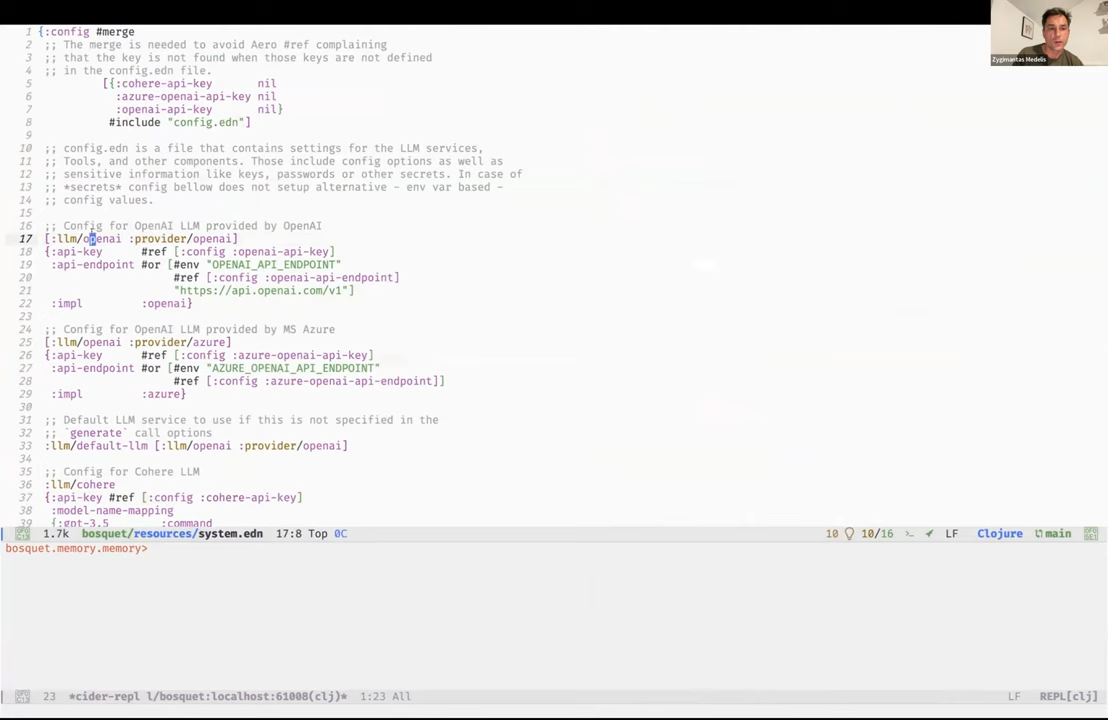 Zygimantas Medelis
1 {:config #merge
2 ;; The merge is needed to avoid Aero #ref complaining
3 ;; that the key is not found when those keys are not defined
4 ;; in the config.edn file.
5 [{:cohere-api-key nil
6 :azure-openai-api-key nil
7 :openai-api-key nil}
8 #include "config.edn"]
9
10 ;; config.edn is a file that contains settings for the LLM services,
11 ;; Tools, and other components. Those include config options as well as
12 ;; sensitive information like keys, passwords or other secrets. In case of
13 ;; *secrets* config bellow does not setup alternative - env var based -
14 ;; config values.
15
16 ;; Config for OpenAI LLM provided by OpenAI
17 [:llm/openai :provider/openai]
18 {:api-key #ref [:config :openai-api-key]
19 :api-endpoint #or [#env "OPENAI_API_ENDPOINT"
20 #ref [:config :openai-api-endpoint]
21 "https://api.openai.com/v1"]
22 :impl :openai}
23
24 ;; Config for OpenAI LLM provided by MS Azure
25 [:llm/openai :provider/azure]
26 {:api-key #ref [:config :azure-openai-api-key]
27 :api-endpoint #or [#env "AZURE_OPENAI_API_ENDPOINT"
28 #ref [:config :azure-openai-api-endpoint]]
29 :impl :azure}
30
31 ;; Default LLM service to use if this is not specified in the
32 ;; `generate` call options
33 :llm/default-llm [:llm/openai :provider/openai]
34
35 ;; Config for Cohere LLM
36 :llm/cohere
37 {:api-key #ref [:config :cohere-api-key]
38 :model-name-mapping
39 {:gpt-3.5 :command
1.7k bosquet/resources/system.edn 17:8 Top 0C 10 10/16 LF Clojure main
bosquet.memory.memory>
23 *cider-repl l/bosquet:localhost:61008(clj)* 1:23 All LF REPL[clj]